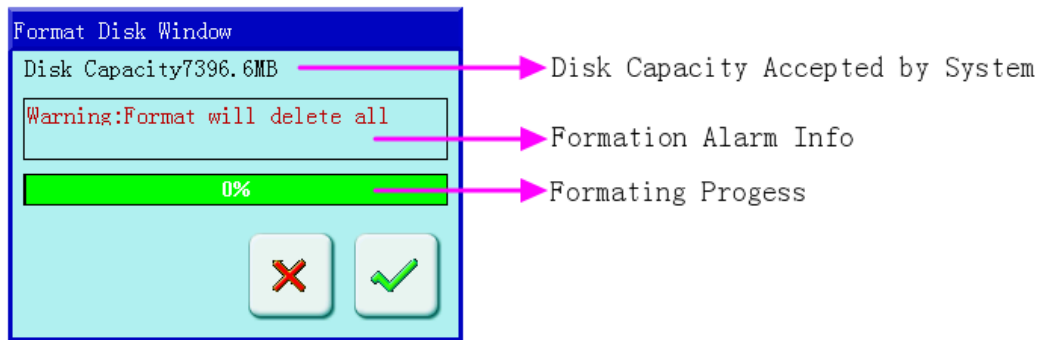 Format Disk Window
Disk Capacity7396.6MB
Disk Capacity Accepted by System
Warning:Format will delete all
Formation Alarm Info
0%
Formating Progess